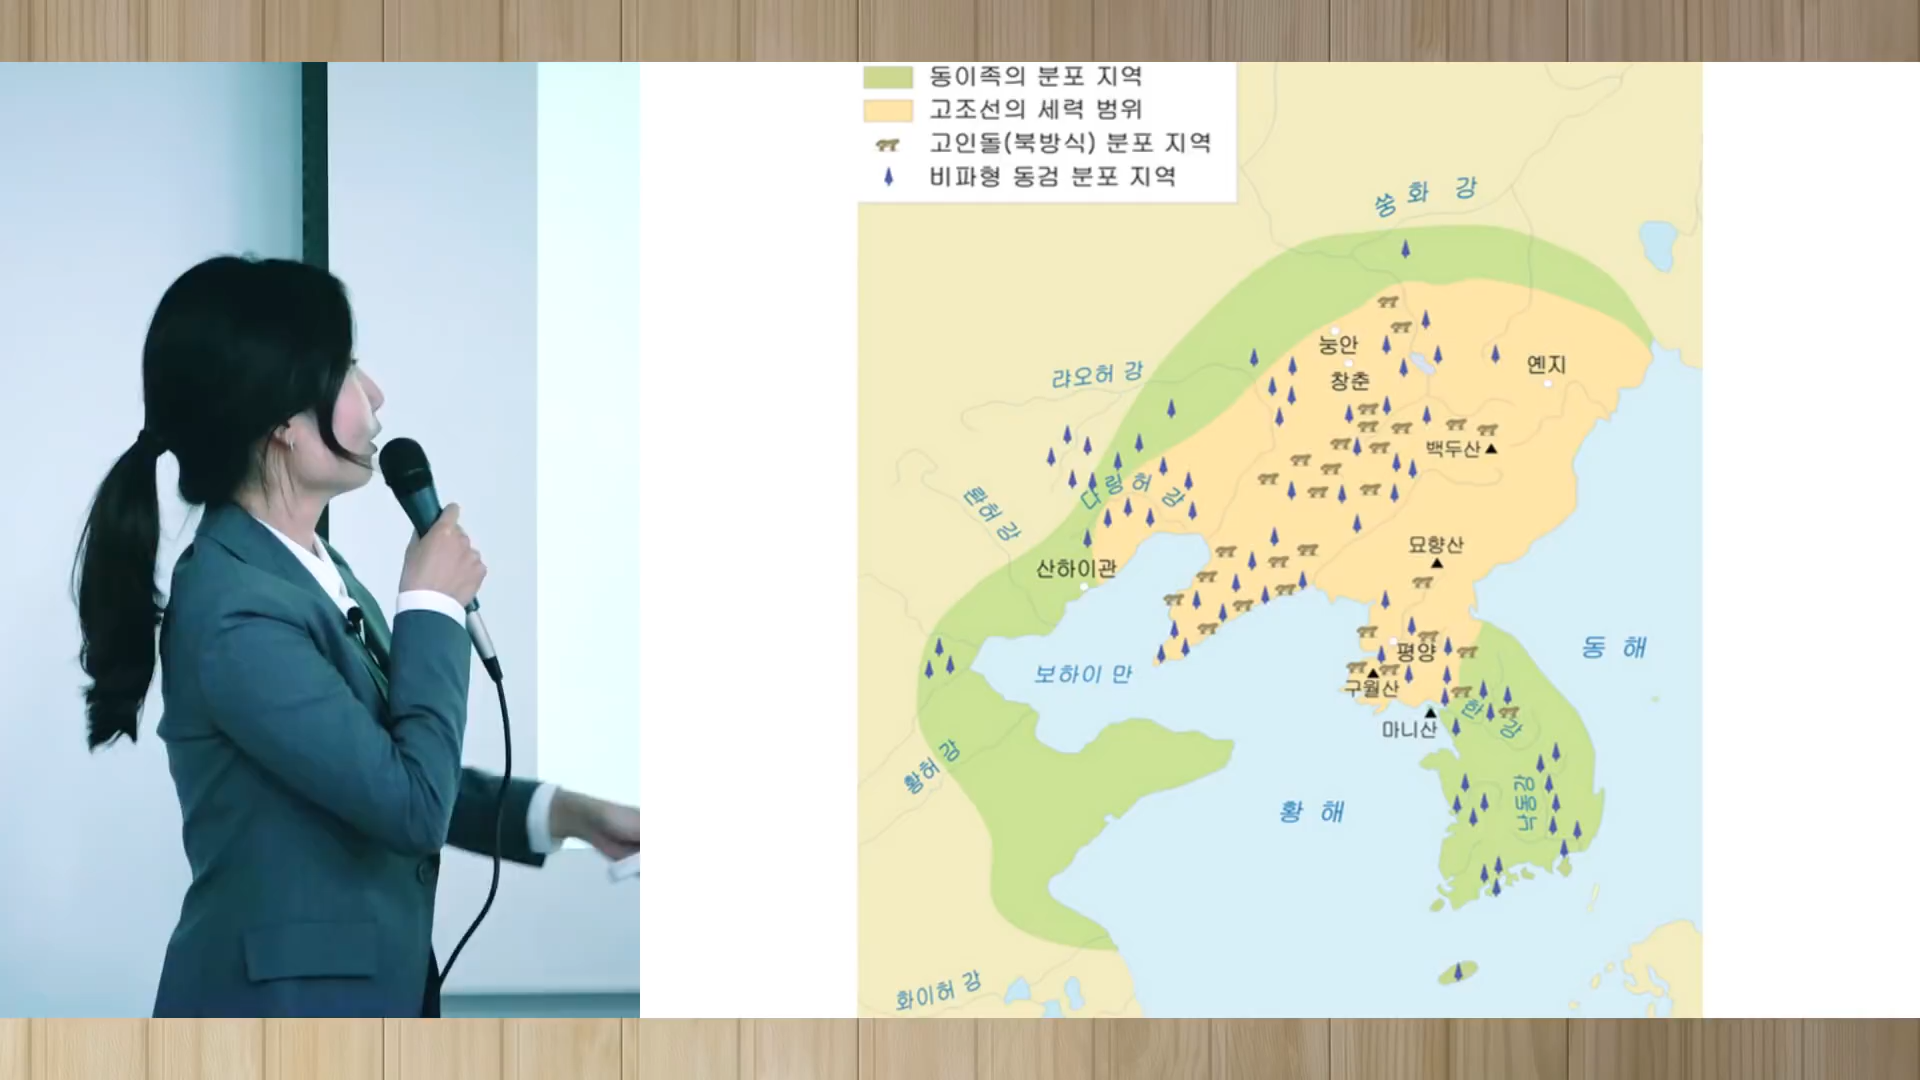 동이족의 분포 지역
고조선의 세력 범위
고인돌(북방식) 분포 지역
비파형 동검 분포 지역
쑹화 강
눙안
창춘
옌지
랴오허 강
백두산
다링허 강
롼허 강
묘향산
산하이관
동해
평양
보하이 만
구월산
한강
마니산
황허 강
낙동강
황해
화이허 강